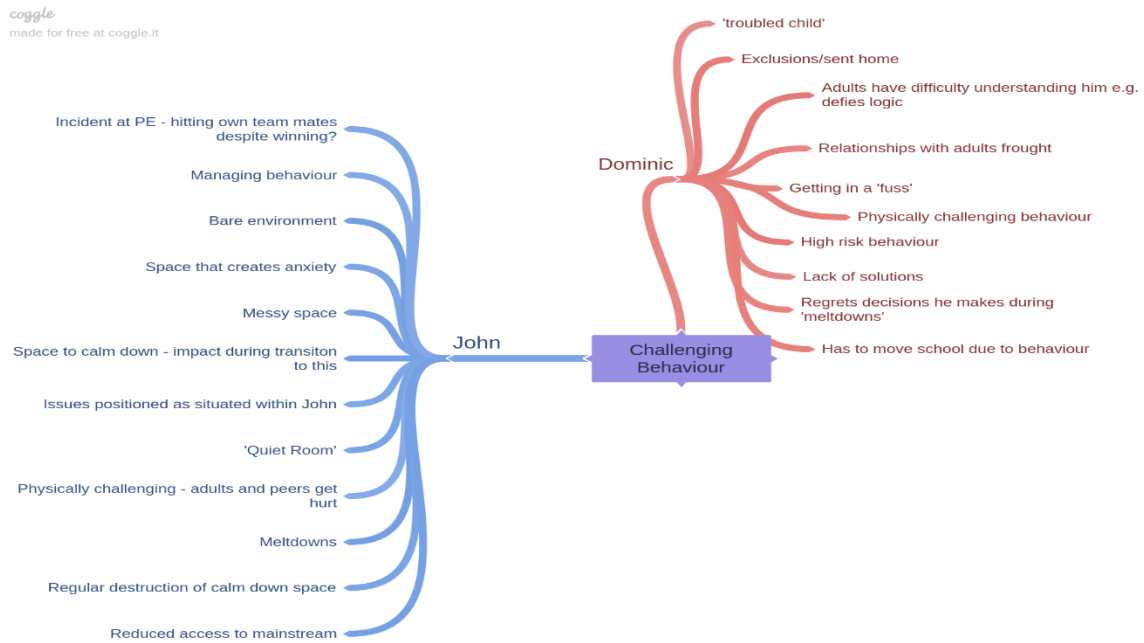 coggle
made for free at coggle.it
Challenging
Behaviour
Dominic
'troubled child'
Exclusions/sent home
Adults have difficulty understanding him e.g.
defies logic
Relationships with adults frought
Getting in a 'fuss'
Physically challenging behaviour
High risk behaviour
Lack of solutions
Regrets decisions he makes during
'meltdowns'
Has to move school due to behaviour
John
Incident at PE - hitting own team mates
despite winning?
Managing behaviour
Bare environment
Space that creates anxiety
Messy space
Space to calm down - impact during transiton
to this
Issues positioned as situated within John
'Quiet Room'
Physically challenging - adults and peers get
hurt
Meltdowns
Regular destruction of calm down space
Reduced access to mainstream